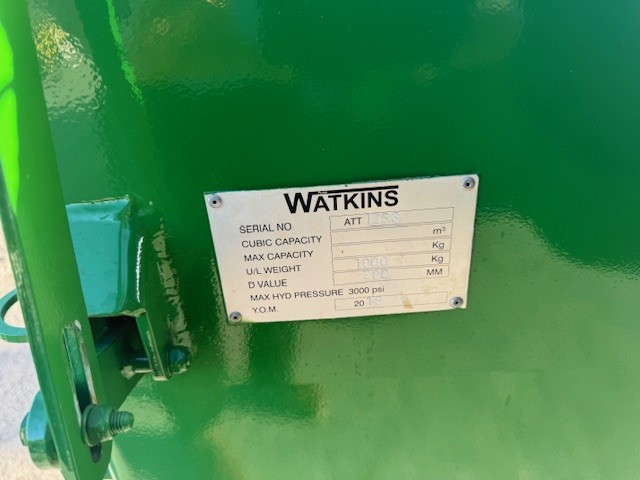 WATKINS
SERIAL NO ATT
CUBIC CAPACITY m³
MAX CAPACITY Kg
U/L WEIGHT 1000 Kg
D VALUE MM
MAX HYD PRESSURE 3000 psi
Y.O.M. 20